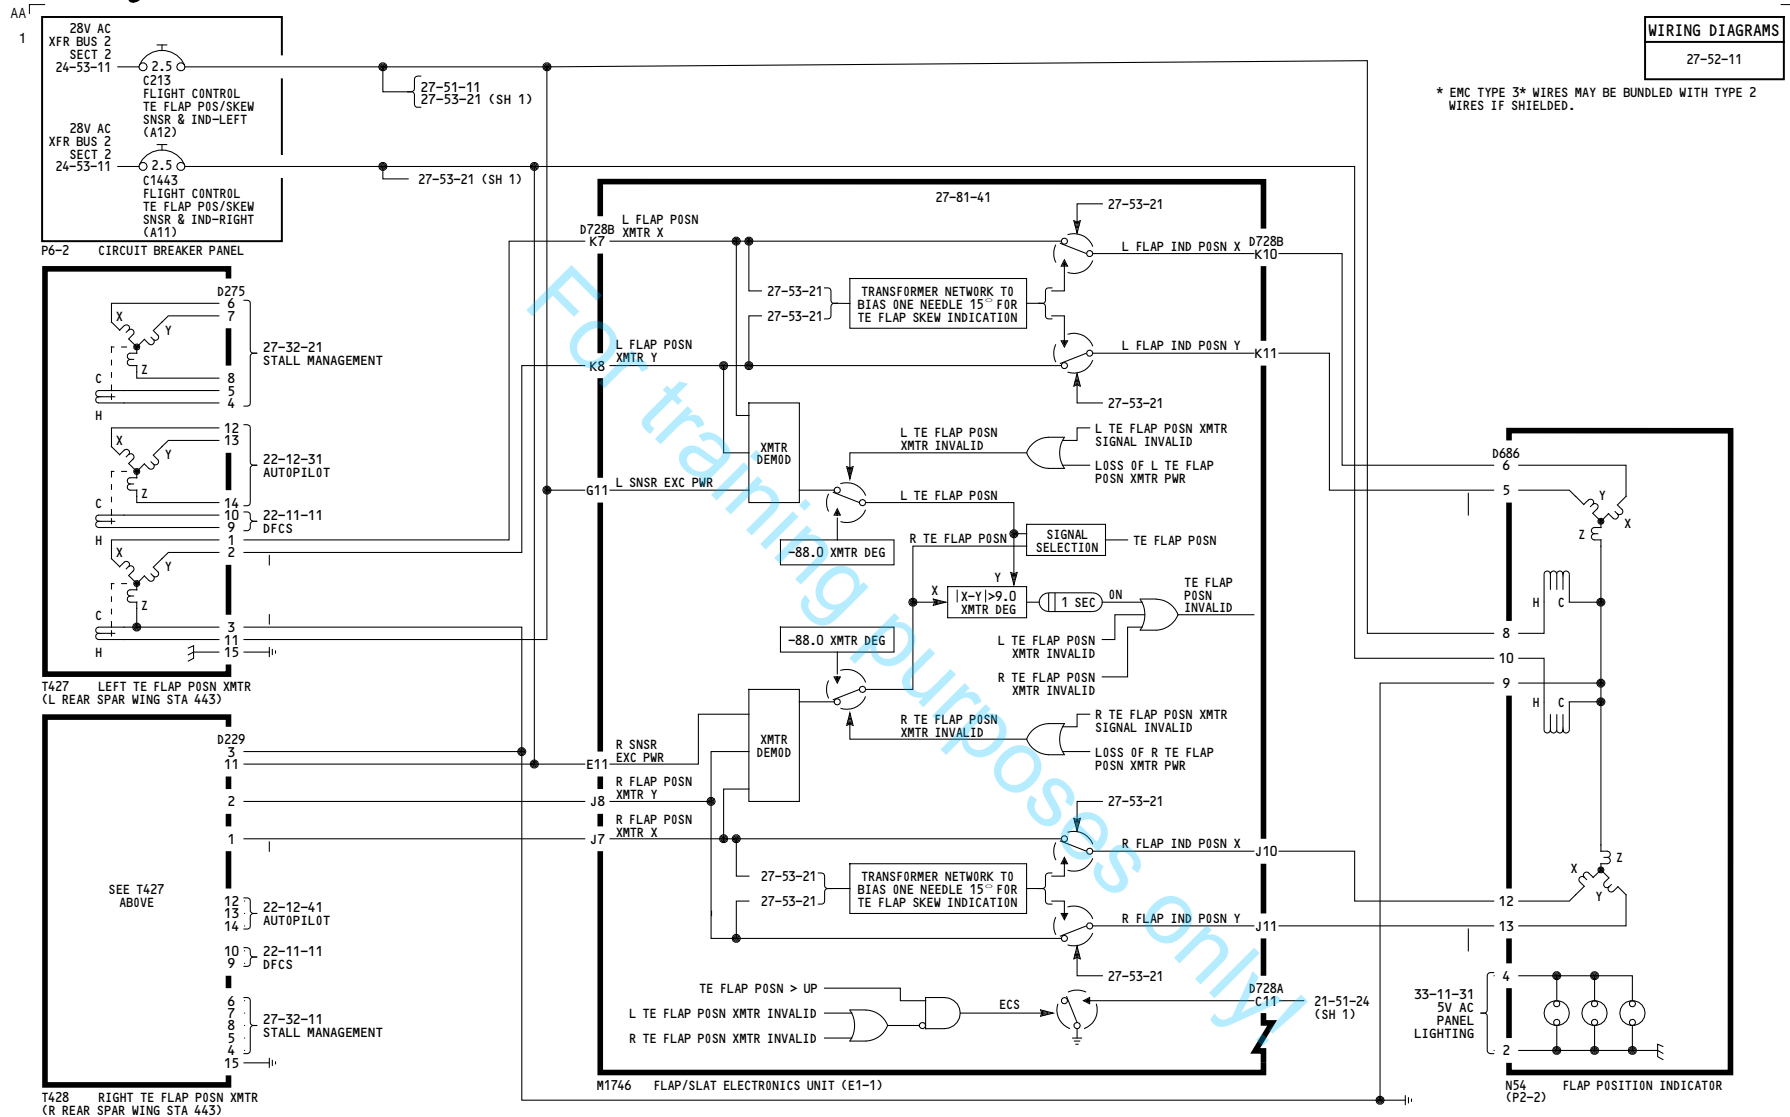 AA
1
28V AC
XFR BUS 2
SECT 2
24-53-11
2.5
C213
FLIGHT CONTROL
TE FLAP POS/SKEW
SNSR & IND-LEFT
(A12)
28V AC
XFR BUS 2
SECT 2
24-53-11
2.5
C1443
FLIGHT CONTROL
TE FLAP POS/SKEW
SNSR & IND-RIGHT
(A11)
P6-2 CIRCUIT BREAKER PANEL
27-51-11
27-53-21 (SH 1)
27-53-21 (SH 1)
WIRING DIAGRAMS
27-52-11
* EMC TYPE 3* WIRES MAY BE BUNDLED WITH TYPE 2
WIRES IF SHIELDED.
D275
6
7
8
5
4
X
Y
Z
C
H
27-32-21
STALL MANAGEMENT
12
13
14
10
9
X
Y
Z
C
H
22-12-31
AUTOPILOT
22-11-11
DFCS
1
2
3
11
15
X
Y
Z
C
H
T427 LEFT TE FLAP POSN XMTR
(L REAR SPAR WING STA 443)
D229
3
11
2
1
SEE T427
ABOVE
12
13
14
22-12-41
AUTOPILOT
10
9
22-11-11
DFCS
6
7
8
5
4
27-32-11
STALL MANAGEMENT
15
T428 RIGHT TE FLAP POSN XMTR
(R REAR SPAR WING STA 443)
27-81-41
D728B
K7
L FLAP POSN
XMTR X
27-53-21
L FLAP IND POSN X
D728B
K10
27-53-21
27-53-21
TRANSFORMER NETWORK TO
BIAS ONE NEEDLE 15° FOR
TE FLAP SKEW INDICATION
K8
L FLAP POSN
XMTR Y
L FLAP IND POSN Y
K11
27-53-21
XMTR
DEMOD
G11
L SNSR EXC PWR
L TE FLAP POSN
XMTR INVALID
L TE FLAP POSN XMTR
SIGNAL INVALID
LOSS OF L TE FLAP
POSN XMTR PWR
L TE FLAP POSN
-88.0 XMTR DEG
R TE FLAP POSN
SIGNAL
SELECTION
TE FLAP POSN
Y
X
|X-Y|>9.0
XMTR DEG
1 SEC
ON
TE FLAP
POSN
INVALID
L TE FLAP POSN
XMTR INVALID
R TE FLAP POSN
XMTR INVALID
-88.0 XMTR DEG
R TE FLAP POSN
XMTR INVALID
R TE FLAP POSN XMTR
SIGNAL INVALID
LOSS OF R TE FLAP
POSN XMTR PWR
XMTR
DEMOD
E11
R SNSR
EXC PWR
J8
R FLAP POSN
XMTR Y
J7
R FLAP POSN
XMTR X
27-53-21
R FLAP IND POSN X
J10
27-53-21
27-53-21
TRANSFORMER NETWORK TO
BIAS ONE NEEDLE 15° FOR
TE FLAP SKEW INDICATION
R FLAP IND POSN Y
J11
27-53-21
TE FLAP POSN > UP
L TE FLAP POSN XMTR INVALID
R TE FLAP POSN XMTR INVALID
ECS
D728A
C11
21-51-24
(SH 1)
M1746 FLAP/SLAT ELECTRONICS UNIT (E1-1)
D686
6
5
8
10
9
12
13
4
2
Y
X
Z
H C
H C
Z
X
Y
33-11-31
5V AC
PANEL
LIGHTING
N54 FLAP POSITION INDICATOR
(P2-2)
For training purposes only!